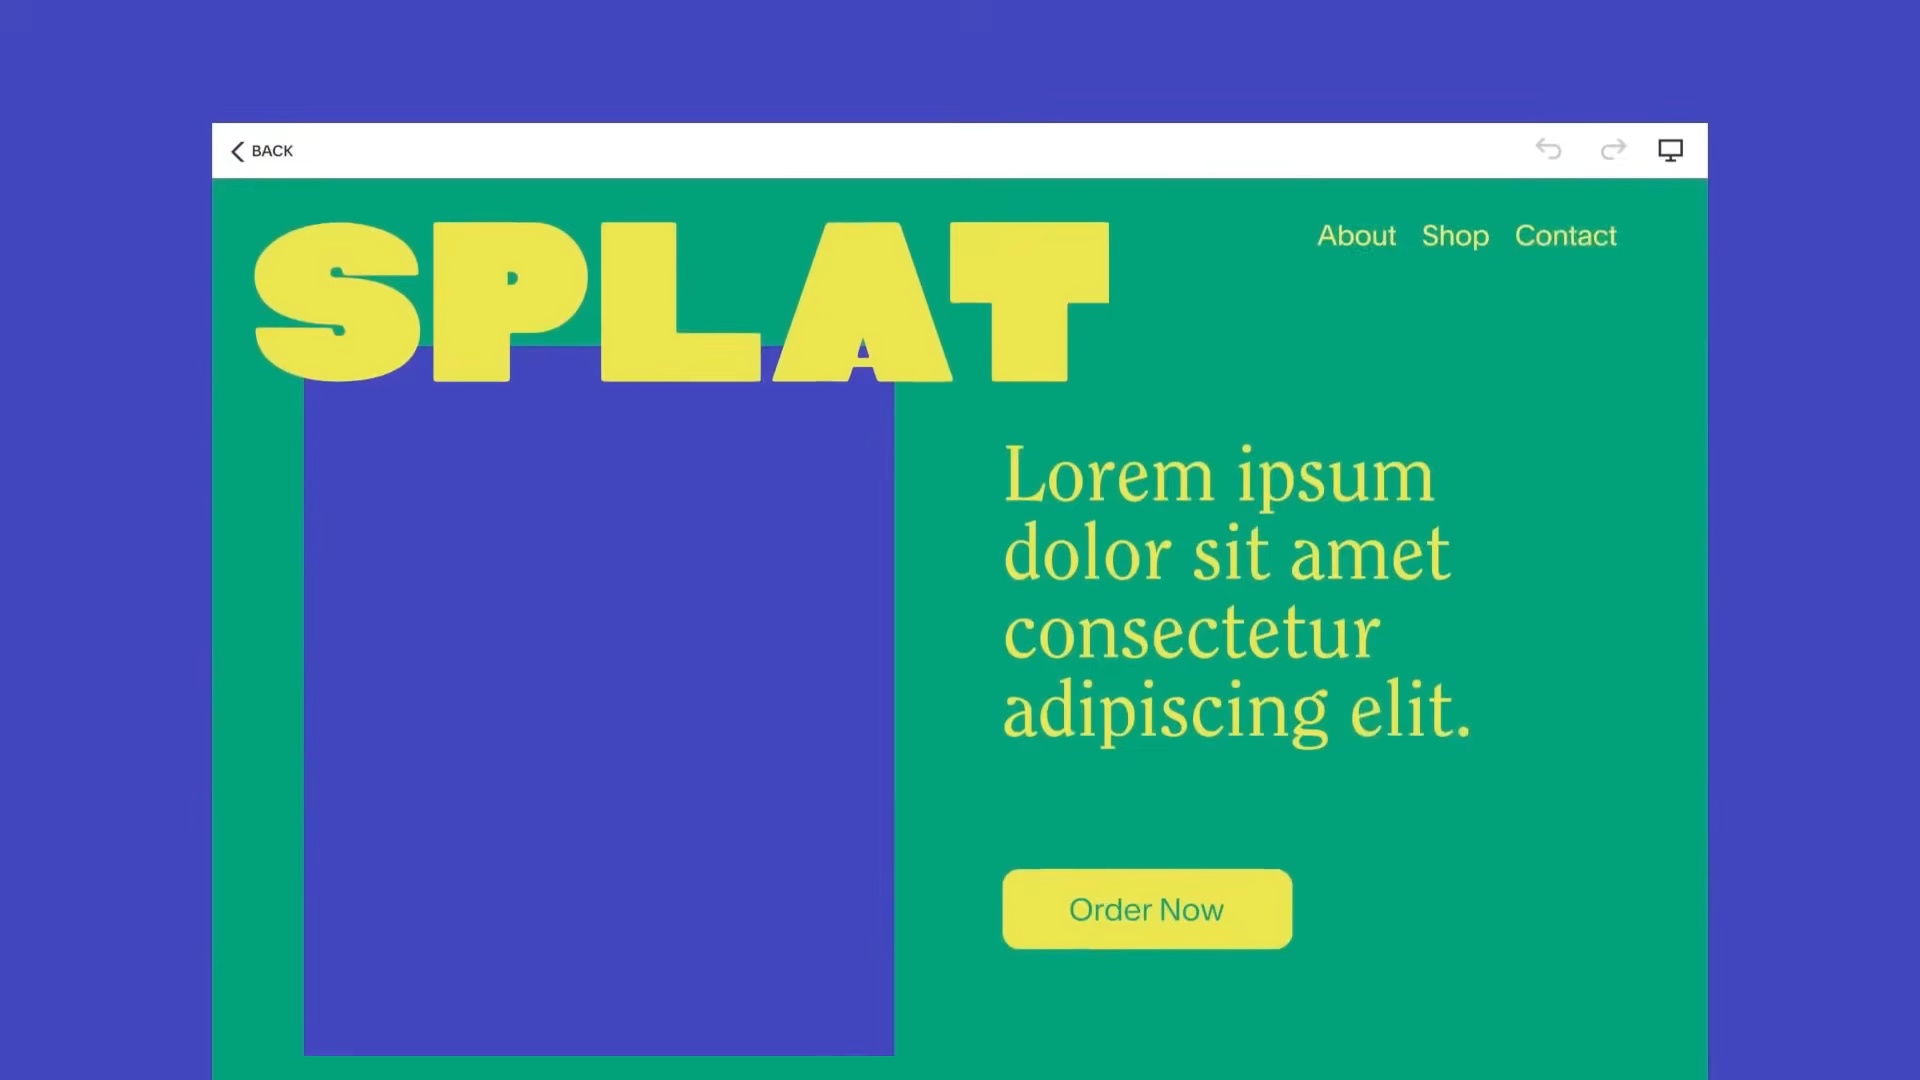 BACK
SPLAT
About Shop Contact
Lorem ipsum
dolor sit amet
consectetur
adipiscing elit.
Order Now